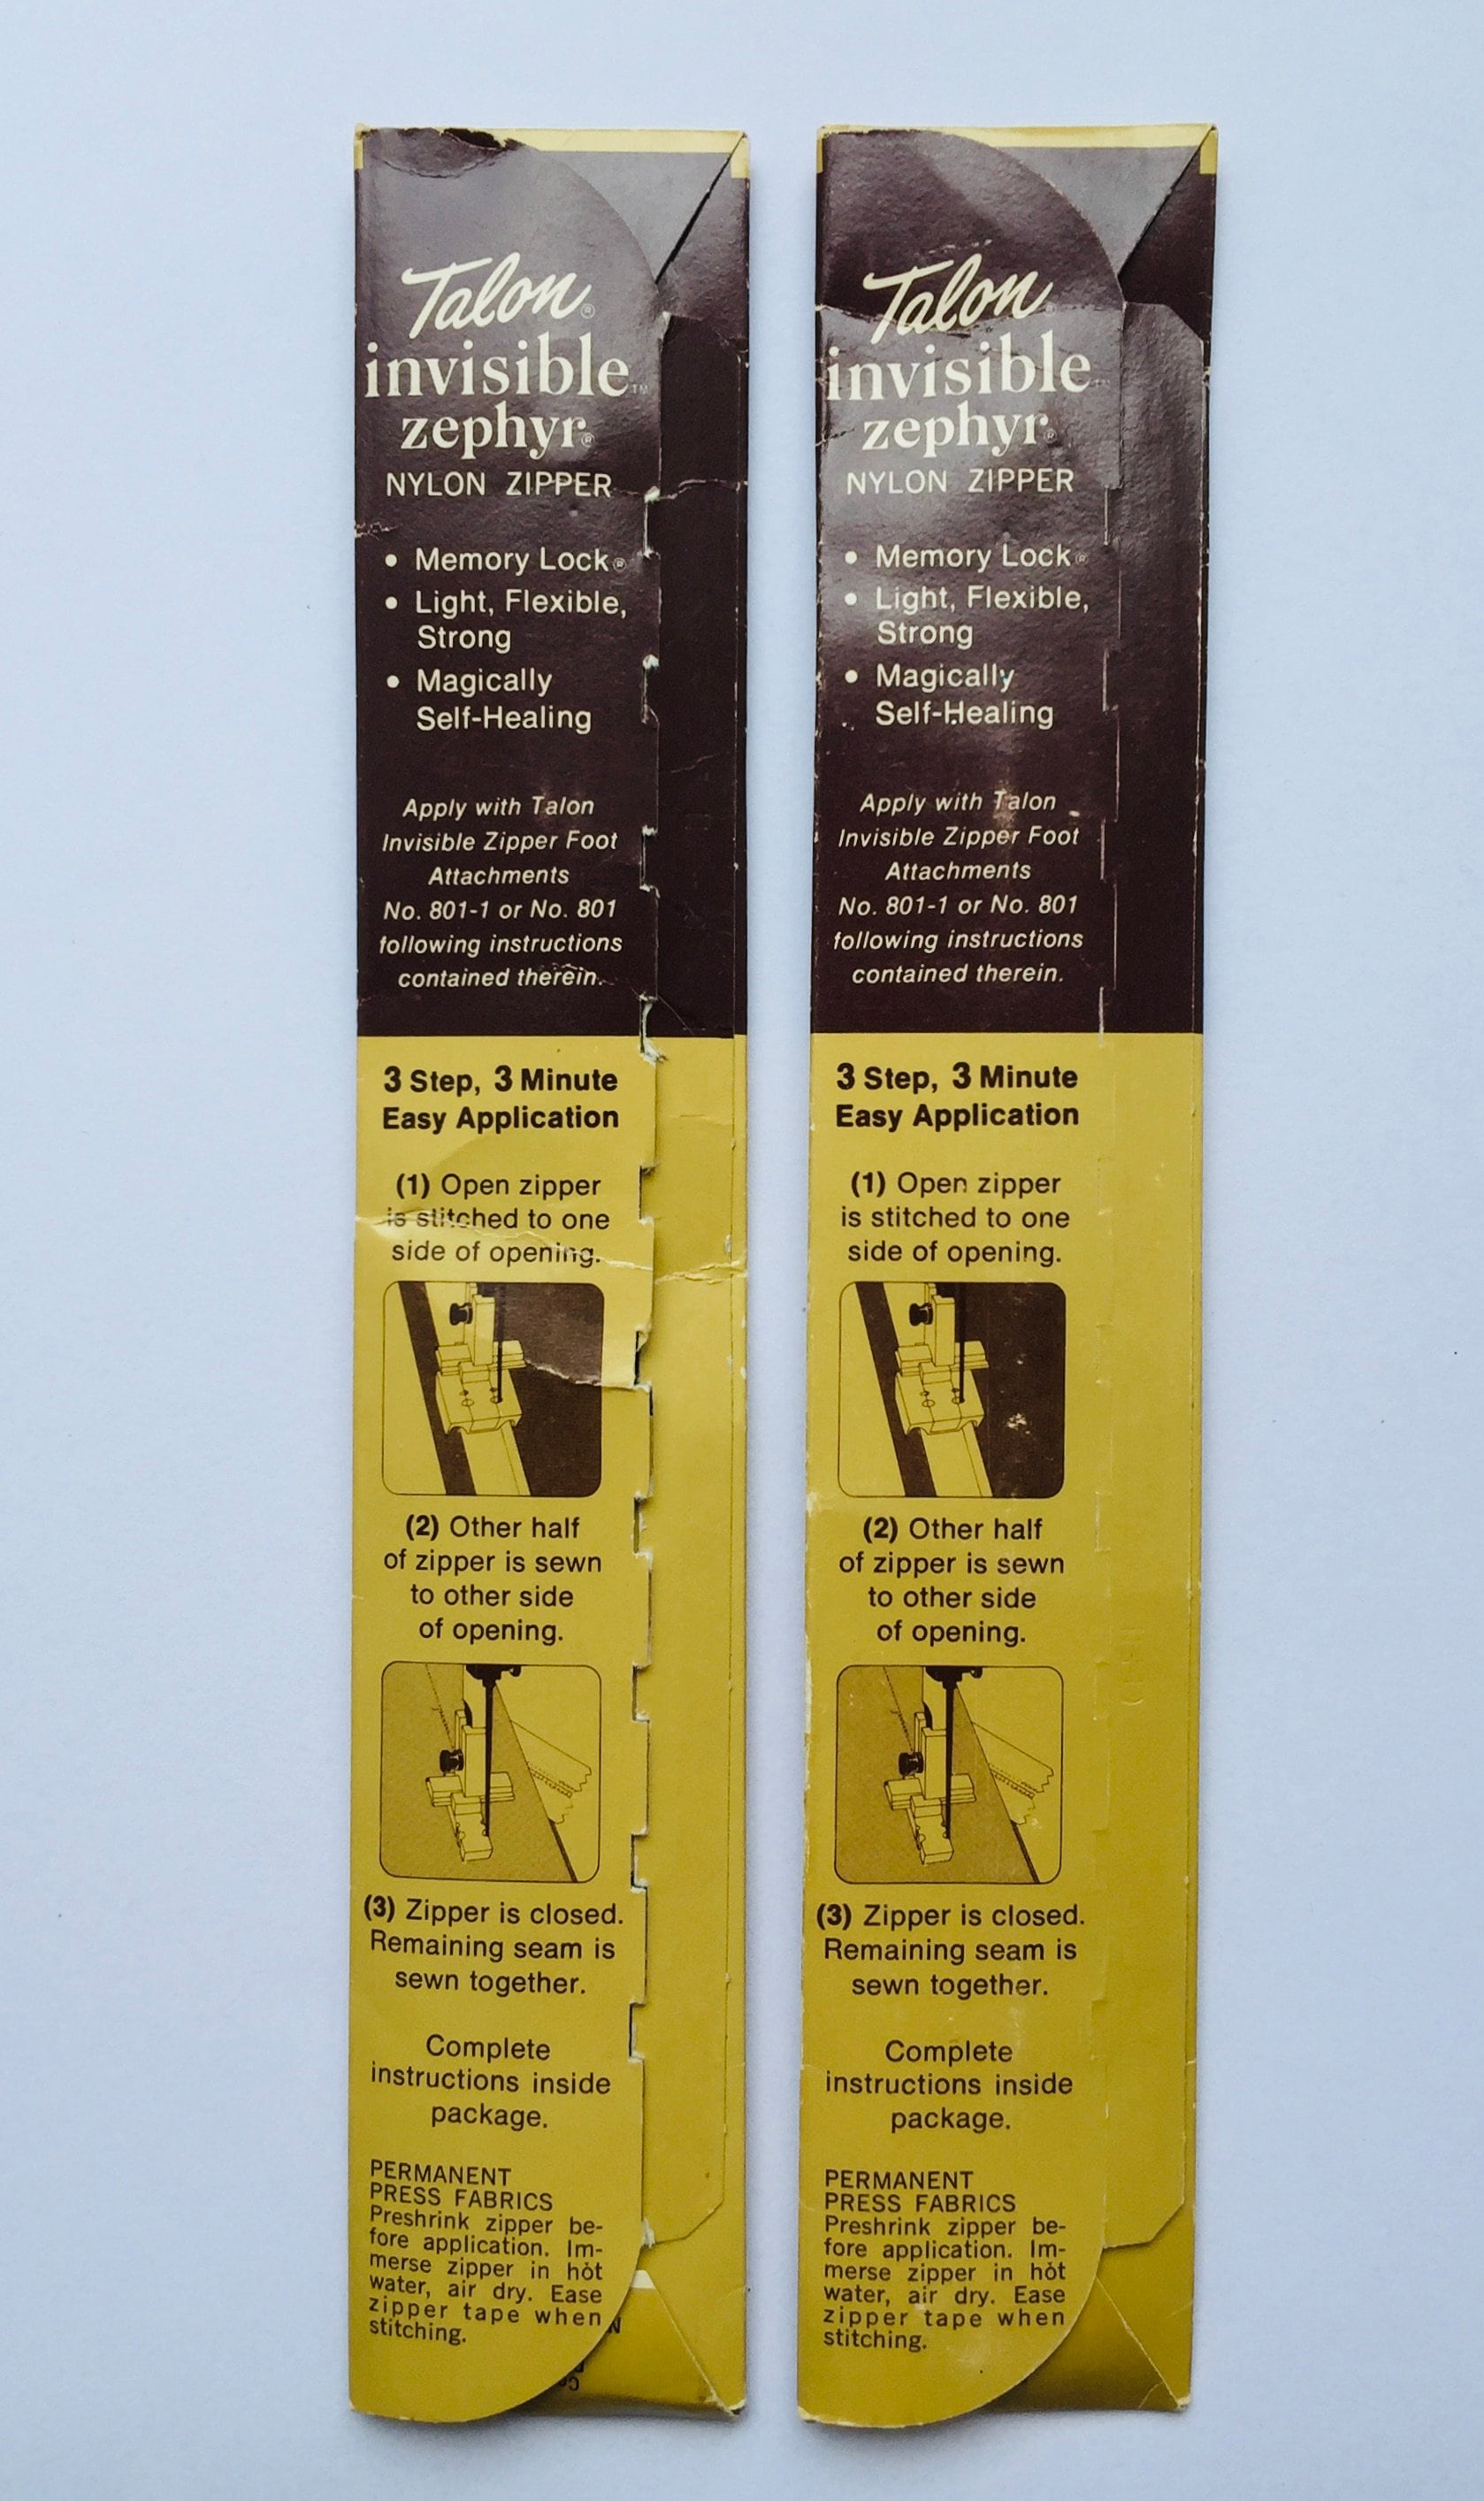 Talon®
invisible™
zephyr®
NYLON ZIPPER
• Memory Lock®
• Light, Flexible,
Strong
• Magically
Self-Healing
Apply with Talon
Invisible Zipper Foot
Attachments
No. 801-1 or No. 801
following instructions
contained therein.
3 Step, 3 Minute
Easy Application
(1) Open zipper
is stitched to one
side of opening.
(2) Other half
of zipper is sewn
to other side
of opening.
(3) Zipper is closed.
Remaining seam is
sewn together.
Complete
instructions inside
package.
PERMANENT
PRESS FABRICS
Preshrink zipper be-
fore application. Im-
merse zipper in hot
water, air dry. Ease
zipper tape when
stitching.
Talon®
invisible™
zephyr®
NYLON ZIPPER
• Memory Lock®
• Light, Flexible,
Strong
• Magically
Self-Healing
Apply with Talon
Invisible Zipper Foot
Attachments
No. 801-1 or No. 801
following instructions
contained therein.
3 Step, 3 Minute
Easy Application
(1) Open zipper
is stitched to one
side of opening.
(2) Other half
of zipper is sewn
to other side
of opening.
(3) Zipper is closed.
Remaining seam is
sewn together.
Complete
instructions inside
package.
PERMANENT
PRESS FABRICS
Preshrink zipper be-
fore application. Im-
merse zipper in hot
water, air dry. Ease
zipper tape when
stitching.